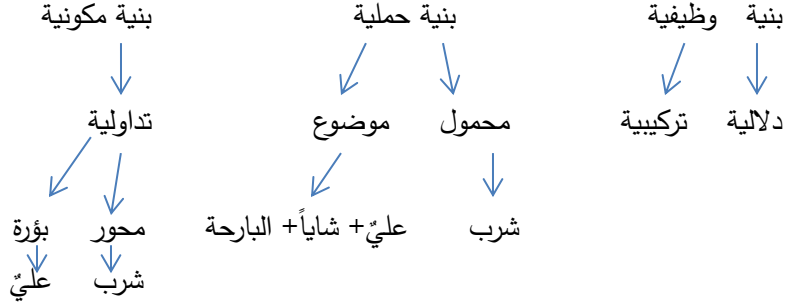 بنية وظيفية بنية حملية بنية مكونية
دلالية تركيبية محمول موضوع تداولية
شرب عليٌ+ شاياً+ البارحة محور بؤرة
شرب عليٌ